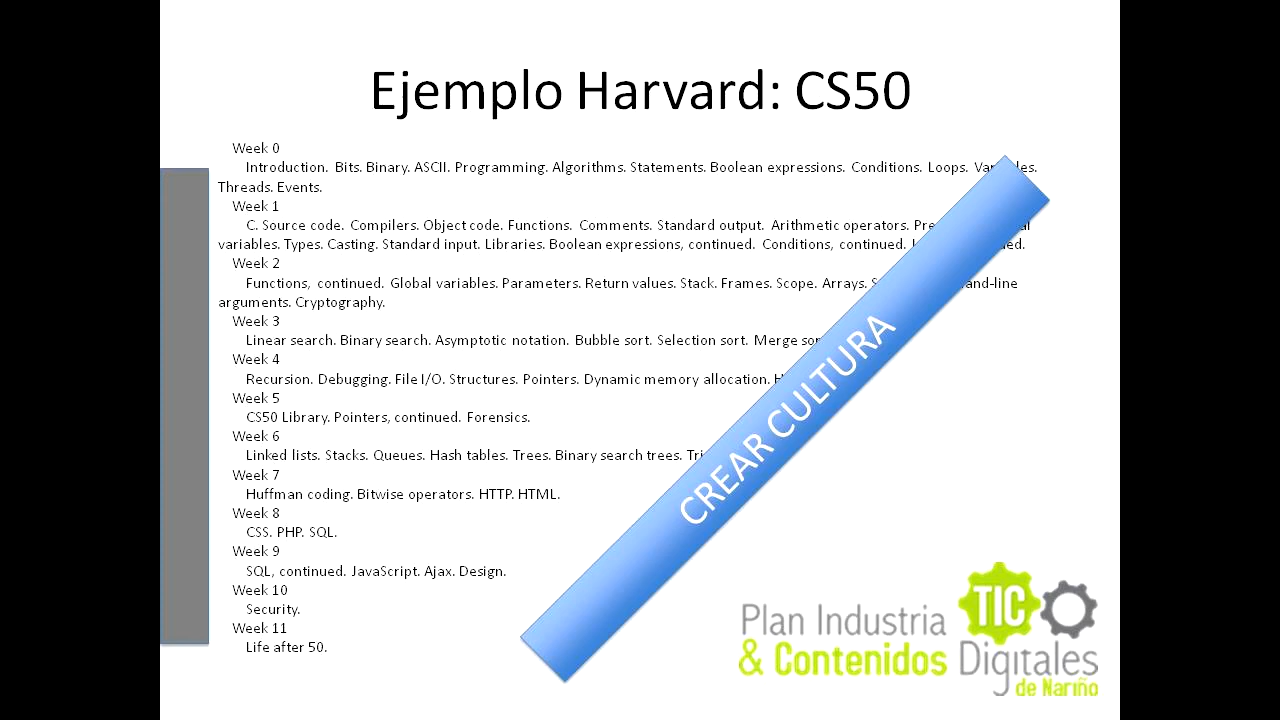 Ejemplo Harvard: CS50
Week 0
Introduction. Bits. Binary. ASCII. Programming. Algorithms. Statements. Boolean expressions. Conditions. Loops.
Threads. Events.
Week 1
C. Source code. Compilers. Object code. Functions. Comments. Standard output. Arithmetic operators.
variables. Types. Casting. Standard input. Libraries. Boolean expressions, continued. Conditions, continued.
Week 2
Functions, continued. Global variables. Parameters. Return values. Stack. Frames. Scope. Arrays.
arguments. Cryptography.
Week 3
Linear search. Binary search. Asymptotic notation. Bubble sort. Selection sort. Merge
Week 4
Recursion. Debugging. File I/O. Structures. Pointers. Dynamic memory allocation.
Week 5
CS50 Library. Pointers, continued. Forensics.
Week 6
Linked lists. Stacks. Queues. Hash tables. Trees. Binary search trees.
Week 7
Huffman coding. Bitwise operators. HTTP. HTML.
Week 8
CSS. PHP. SQL.
Week 9
SQL, continued. JavaScript. Ajax. Design.
Week 10
Security.
Week 11
Life after 50.
CREAR CULTURA
TIC
Plan Industria
& Contenidos Digitales
de Nariño